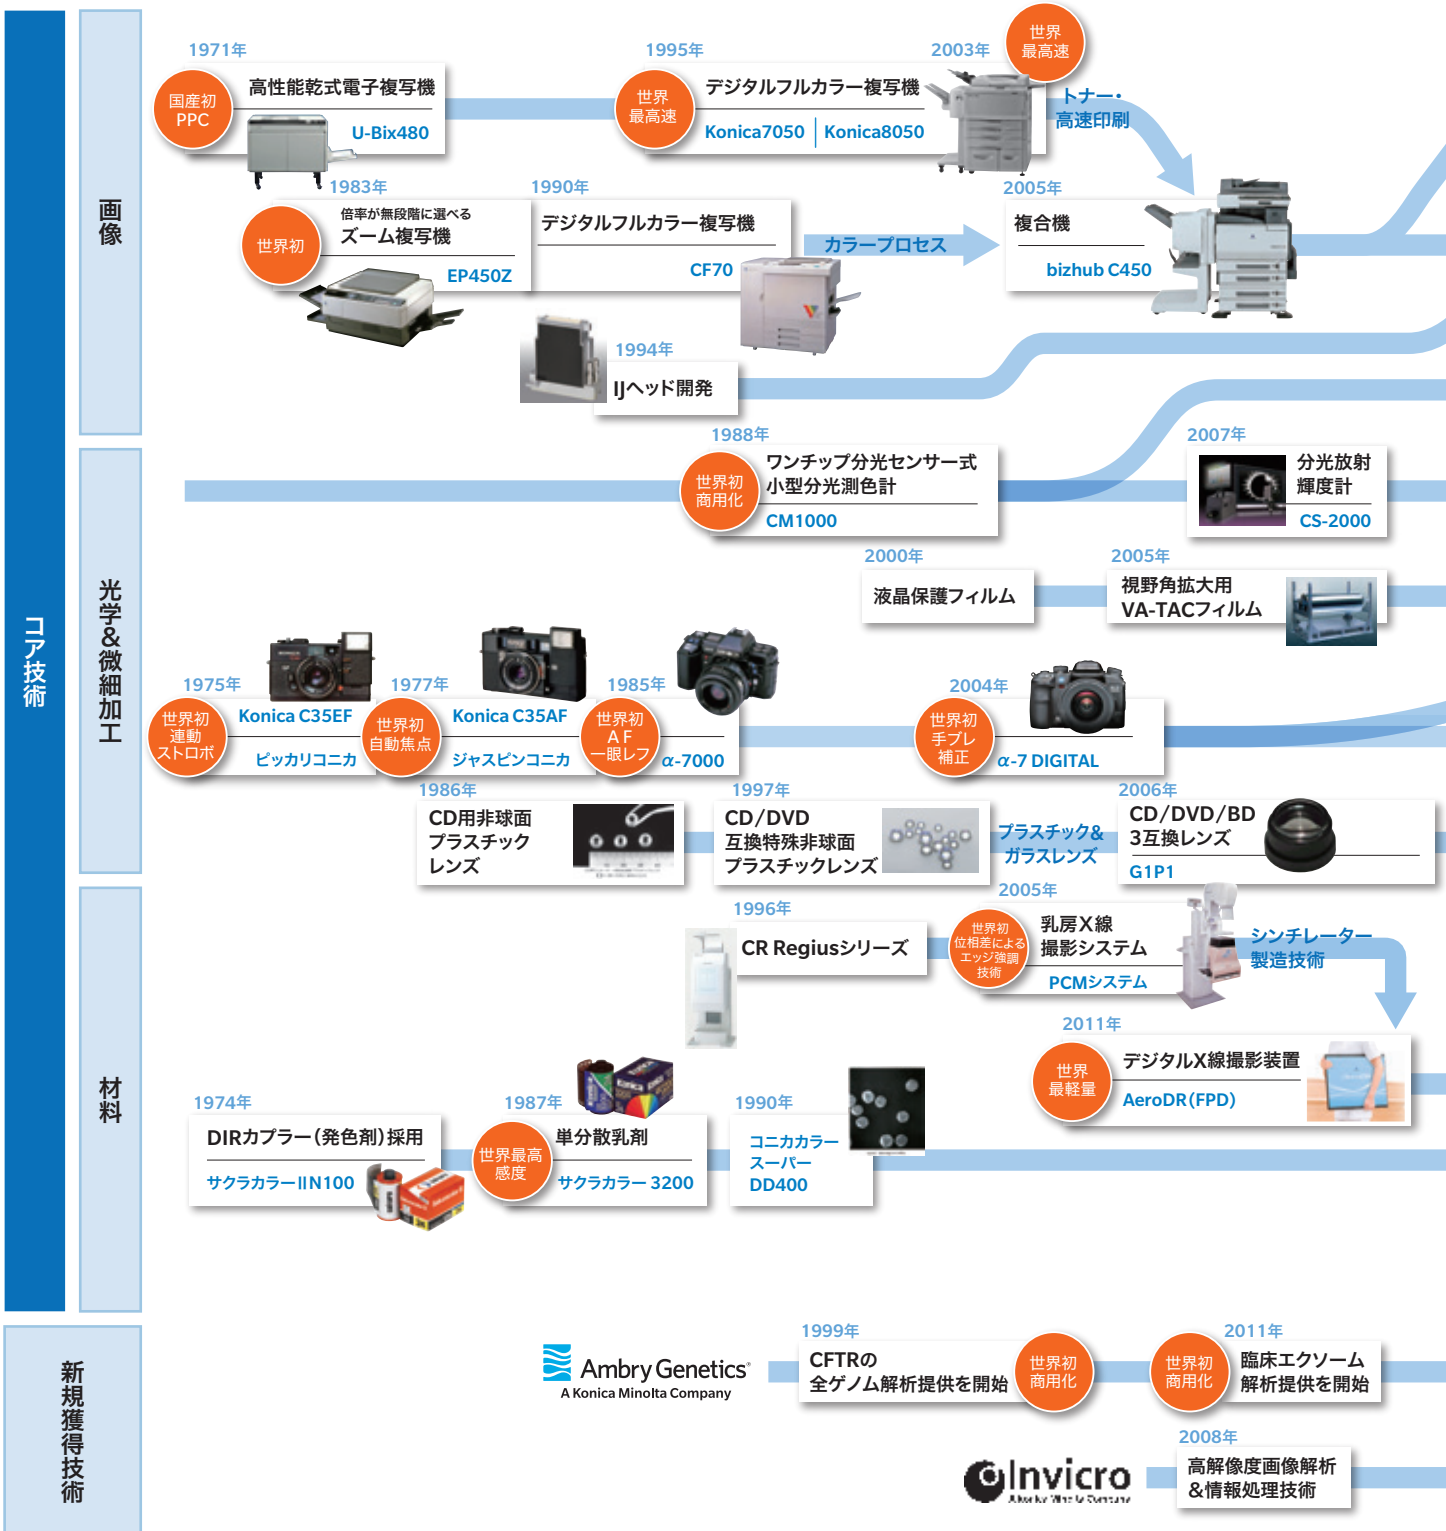 コア技術
画像
1971年
国産初
PPC
高性能乾式電子複写機
U-Bix480
1995年
世界
最高速
デジタルフルカラー複写機
Konica7050 | Konica8050
2003年
世界
最高速
トナー・
高速印刷
1983年
世界初
倍率が無段階に選べる
ズーム複写機
EP450Z
1990年
デジタルフルカラー複写機
CF70
カラープロセス
2005年
複合機
bizhub C450
1994年
IJヘッド開発
光学&微細加工
1988年
世界初
商用化
ワンチップ分光センサー式
小型分光測色計
CM1000
2007年
分光放射
輝度計
CS-2000
2000年
液晶保護フィルム
2005年
視野角拡大用
VA-TACフィルム
1975年
世界初
連動
ストロボ
Konica C35EF
ピッカリコニカ
1977年
世界初
自動焦点
Konica C35AF
ジャスピンコニカ
1985年
世界初
AF
一眼レフ
α-7000
2004年
世界初
手ブレ
補正
α-7 DIGITAL
1986年
CD用非球面
プラスチック
レンズ
1997年
CD/DVD
互換特殊非球面
プラスチックレンズ
プラスチック&
ガラスレンズ
2006年
CD/DVD/BD
3互換レンズ
G1P1
材料
1996年
CR Regiusシリーズ
2005年
世界初
位相差による
エッジ強調
技術
乳房X線
撮影システム
PCMシステム
シンチレーター
製造技術
2011年
世界
最軽量
デジタルX線撮影装置
AeroDR(FPD)
1974年
DIRカプラー(発色剤)採用
サクラカラーⅡN100
1987年
世界最高
感度
単分散乳剤
サクラカラー 3200
1990年
コニカカラー
スーパー
DD400
新規獲得技術
Ambry Genetics
A Konica Minolta Company
1999年
CFTRの
全ゲノム解析提供を開始
世界初
商用化
2011年
世界初
商用化
臨床エクソーム
解析提供を開始
Invicro
2008年
高解像度画像解析
&情報処理技術